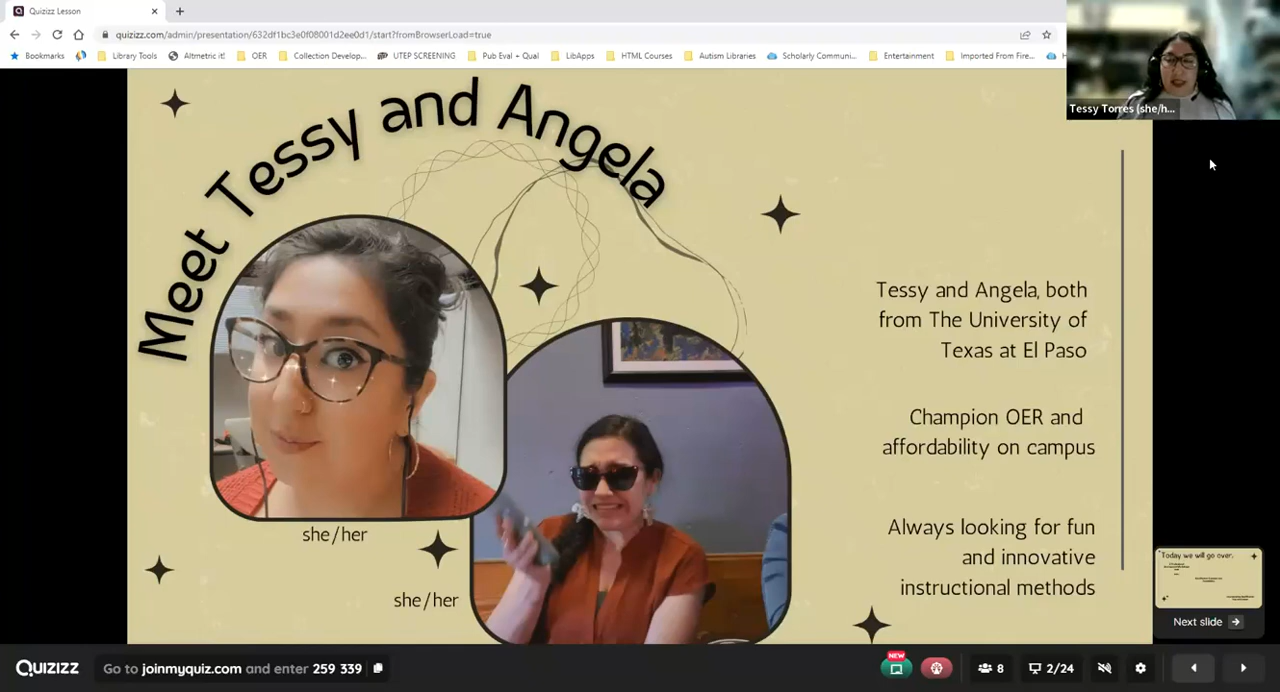 Quizizz Lesson
quizizz.com/admin/presentation/632df1bc3e0f08001d2ee0d1/start?fromBrowserLoad=true
Bookmarks
Library Tools
Altmetric it!
OER
Collection Develop...
UTEP SCREENING
Pub Eval + Qual
LibApps
HTML Courses
Autism Libraries
Scholarly Communi...
Entertainment
Imported From Fire...
Tessy Torres (she/h...
Meet Tessy and Angela
Tessy and Angela, both
from The University of
Texas at El Paso
Champion OER and
affordability on campus
Always looking for fun
and innovative
instructional methods
she/her
she/her
Today we will go over:
Next slide
QUIZIZZ
Go to joinmyquiz.com and enter 259 339
NEW
8
2/24